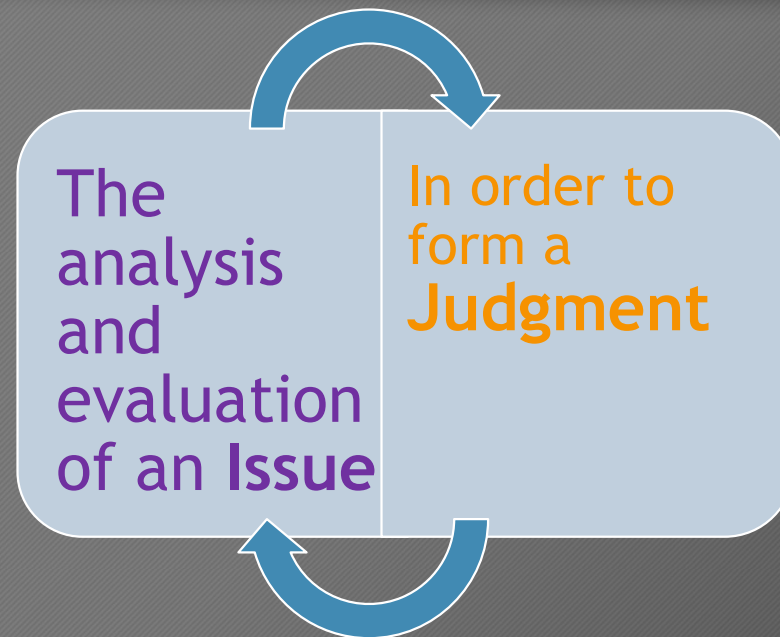 The
analysis
and
evaluation
of an Issue
In order to
form a
Judgment